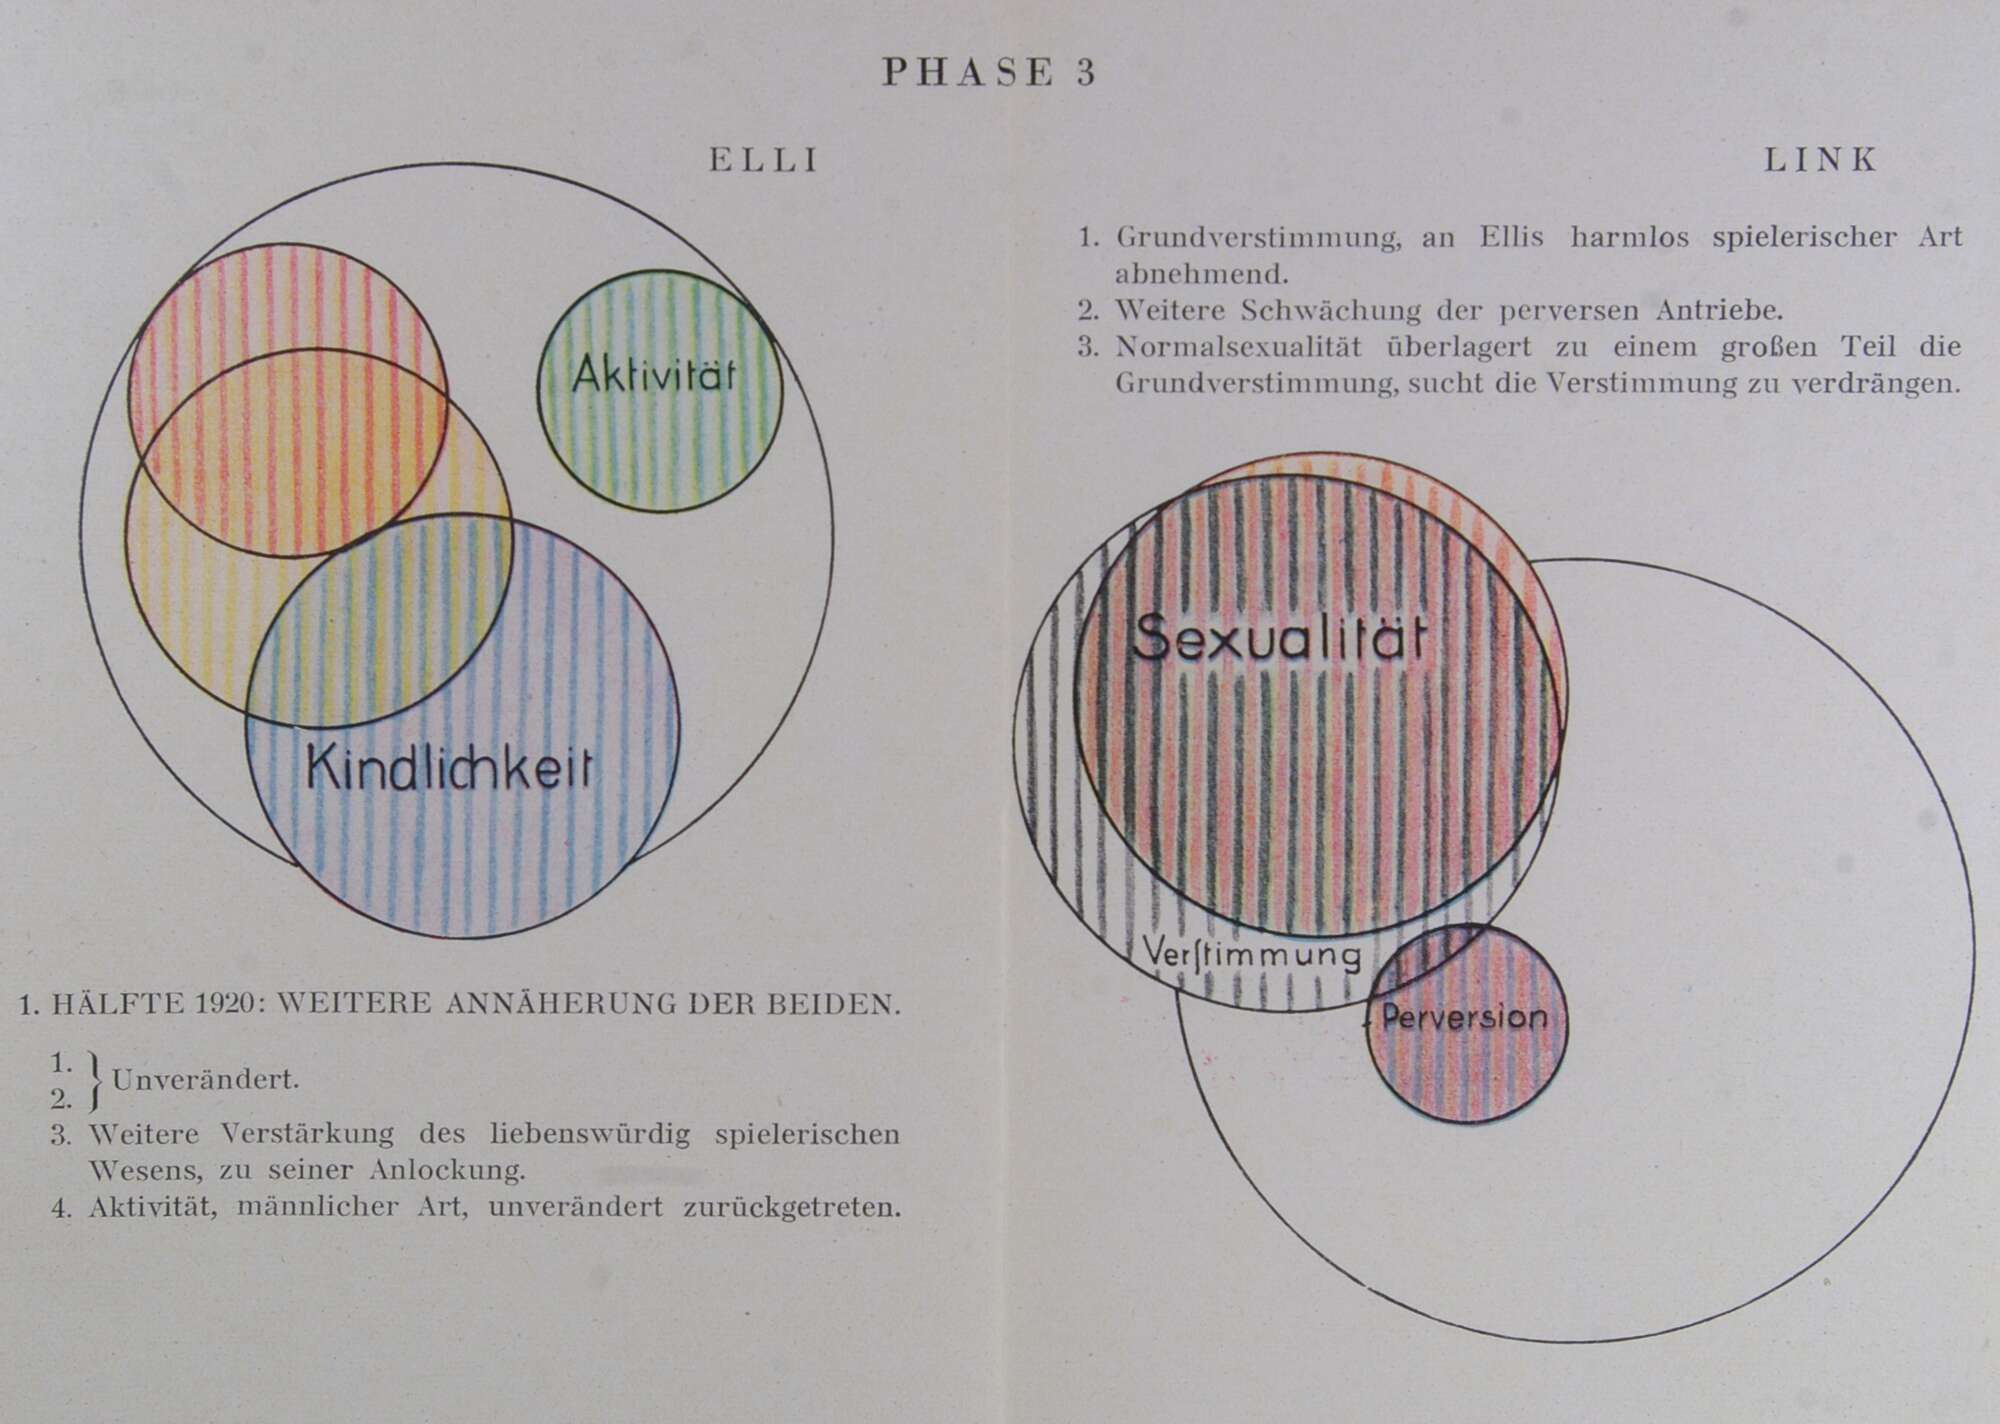 PHASE 3
ELLI
Aktivität
Kindlichkeit
1. HÄLFTE 1920: WEITERE ANNÄHERUNG DER BEIDEN.
1.
2. } Unverändert.
3. Weitere Verstärkung des liebenswürdig spielerischen
Wesens, zu seiner Anlockung.
4. Aktivität, männlicher Art, unverändert zurückgetreten.
LINK
1. Grundverstimmung, an Ellis harmlos spielerischer Art
abnehmend.
2. Weitere Schwächung der perversen Antriebe.
3. Normalsexualität überlagert zu einem großen Teil die
Grundverstimmung, sucht die Verstimmung zu verdrängen.
Sexualität
Verſtimmung
Perversion